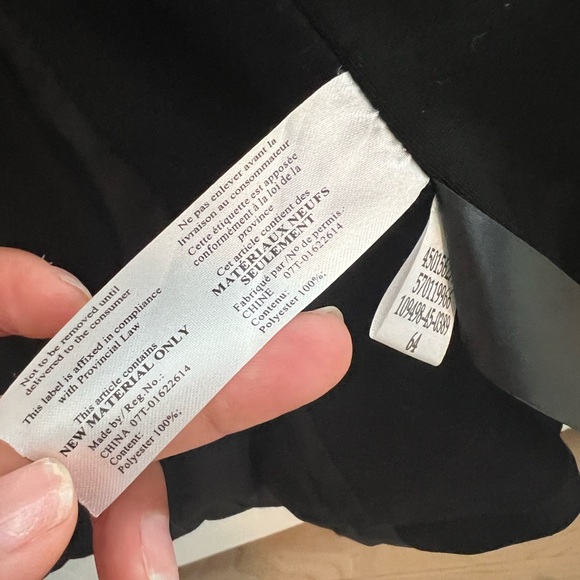 Not to be removed until
delivered to the consumer
This label is affixed in compliance
with Provincial Law
This article contains
NEW MATERIAL ONLY
Made by/Reg.No.:
CHINA 07T-01622614
Content:
Polyester 100%:
Ne pas enlever avant la
livraison au consommateur
Cette étiquette est apposée
conformément à la loi de la
province
Cet article contient des
MATÉRIAUX NEUFS
SEULEMENT
Fabriqué par/No de permis.
CHINE 07T-01622614
Contenu:
Polyester 100%:
64